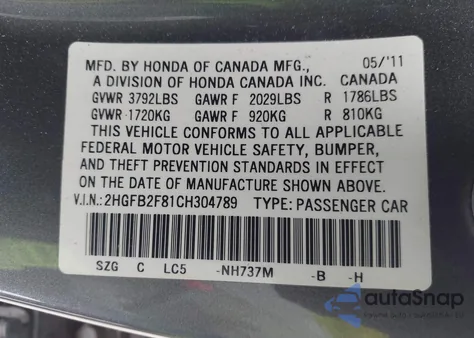 MFD. BY HONDA OF CANADA MFG., 05/'11
A DIVISION OF HONDA CANADA INC. CANADA
GVWR 3792LBS GAWR F 2029LBS R 1786LBS
GVWR 1720KG GAWR F 920KG R 810KG
THIS VEHICLE CONFORMS TO ALL APPLICABLE
FEDERAL MOTOR VEHICLE SAFETY, BUMPER,
AND THEFT PREVENTION STANDARDS IN EFFECT
ON THE DATE OF MANUFACTURE SHOWN ABOVE.
V.I.N.: 2HGFB2F81CH304789 TYPE: PASSENGER CAR
SZG C LC5 -NH737M -B -H
autoSnap